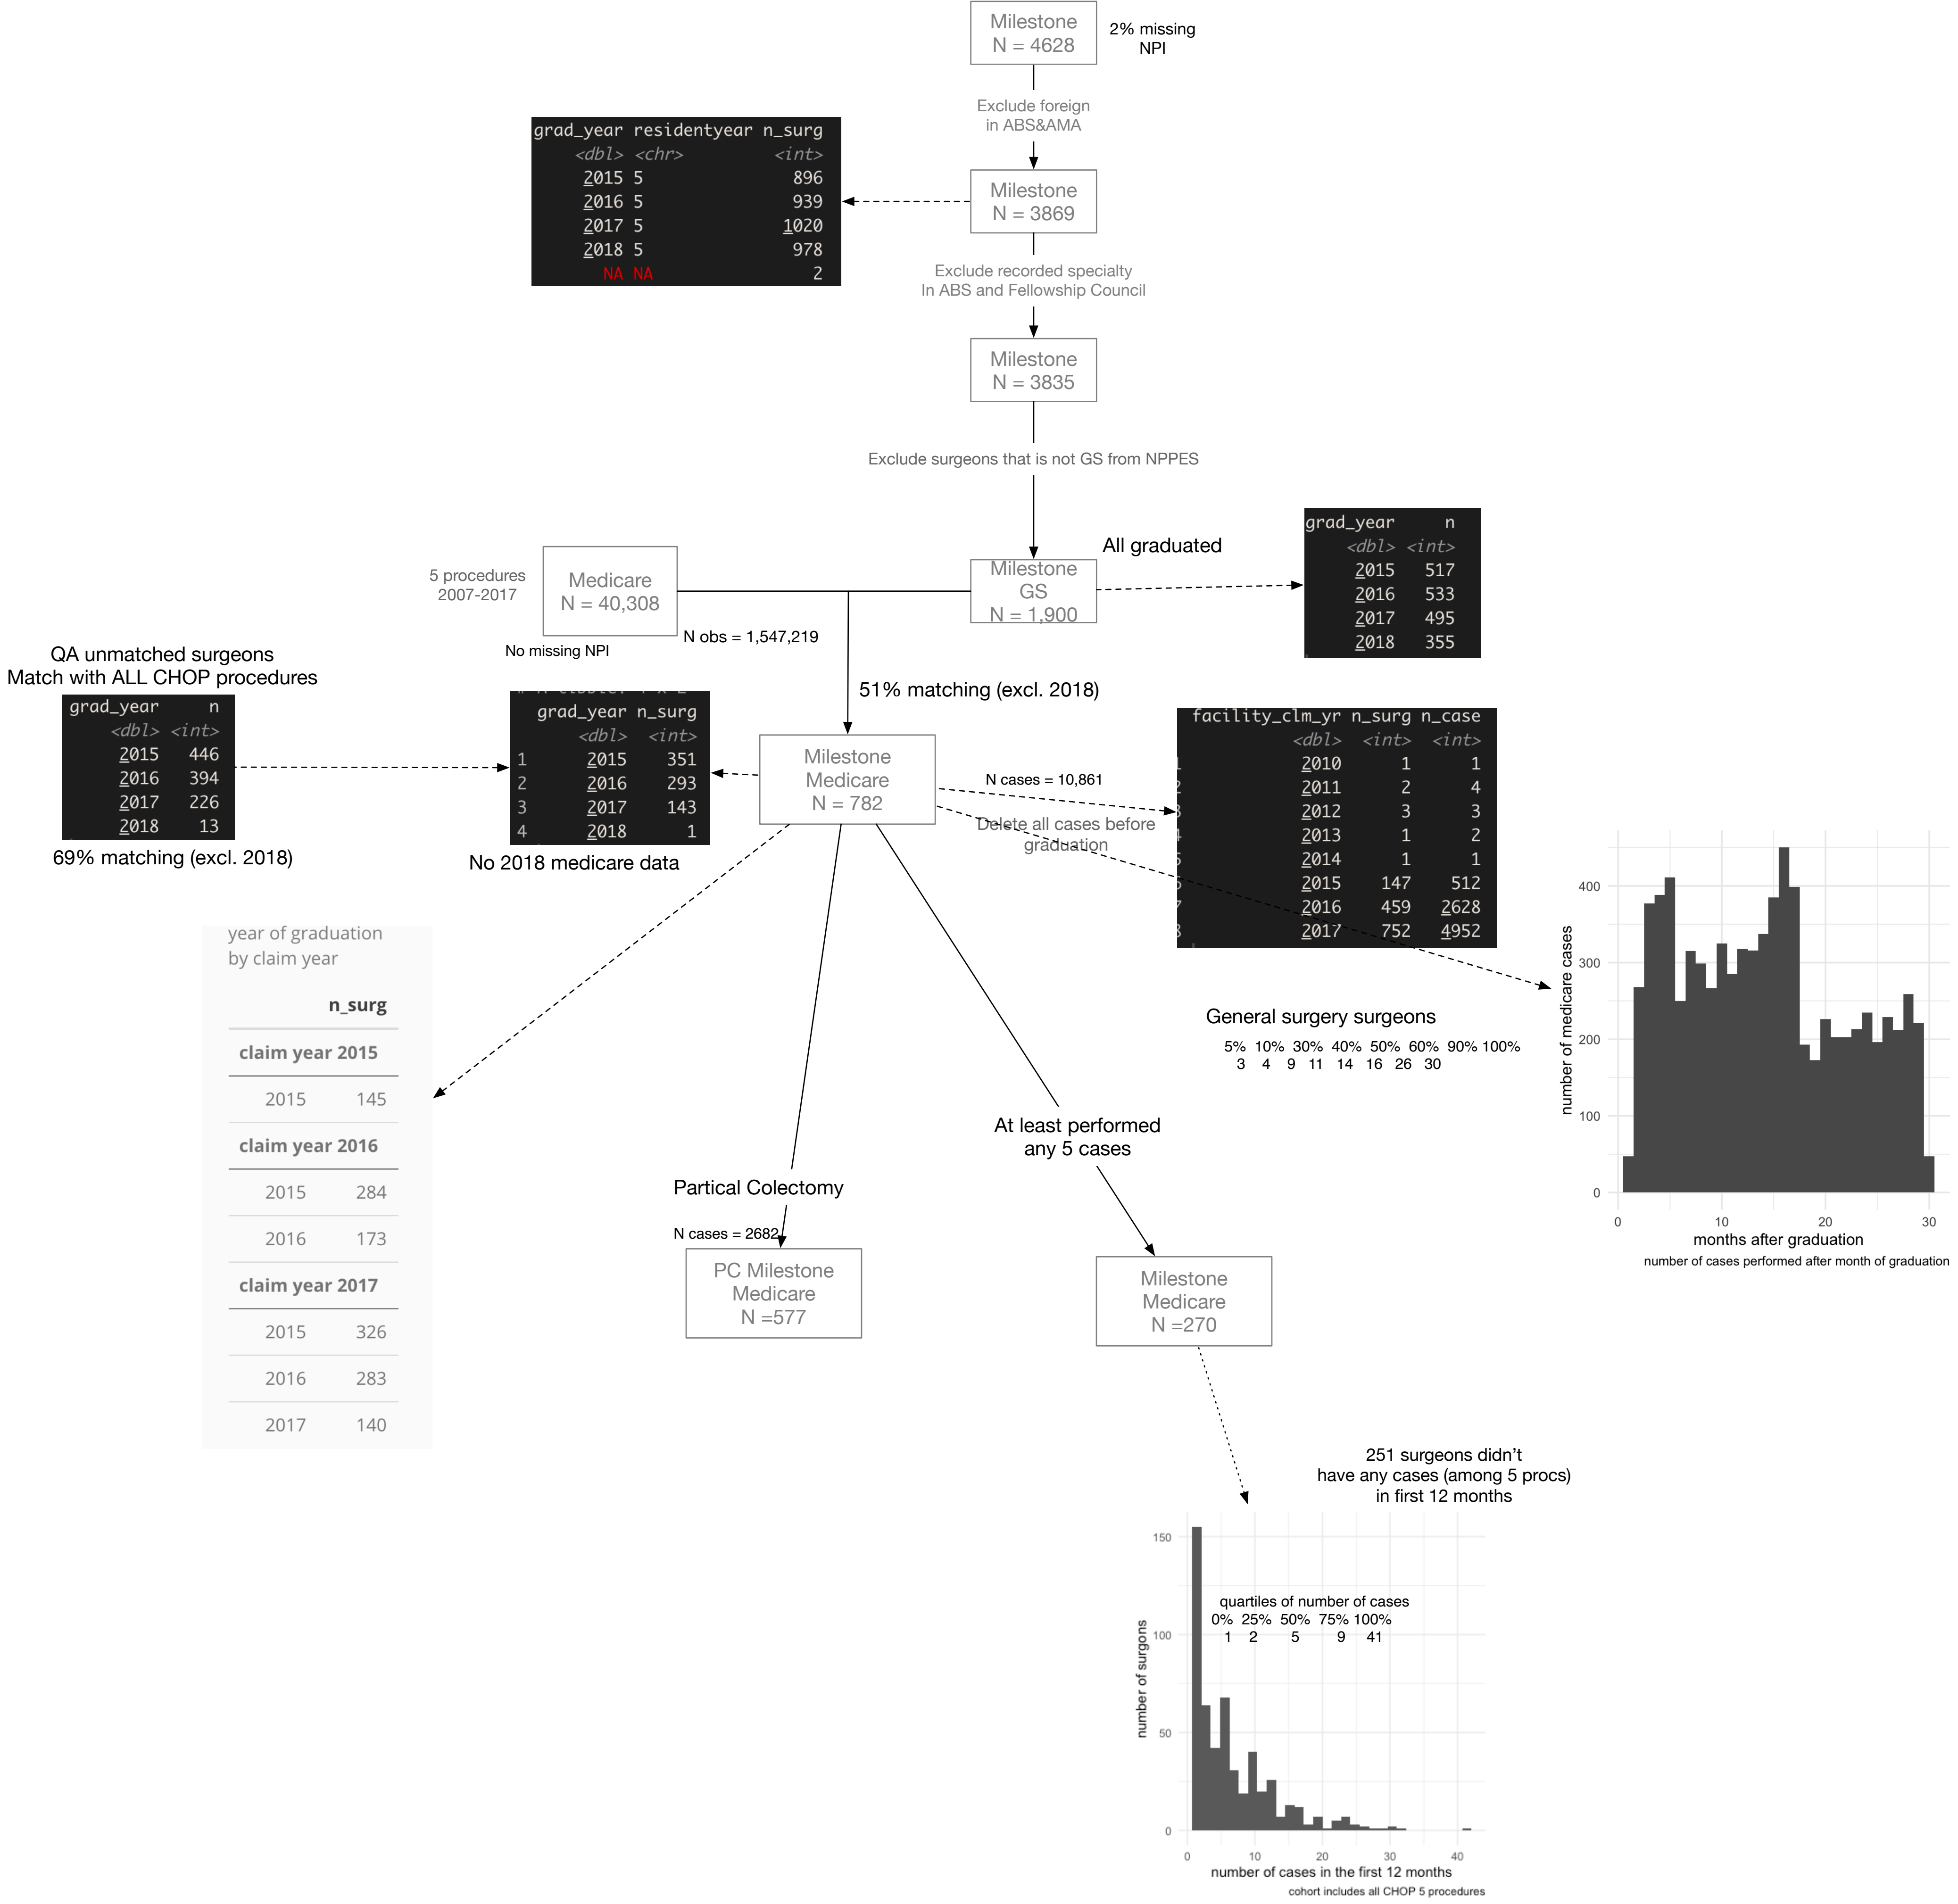 Milestone
N = 4628
2% missing
NPI
Exclude foreign
in ABS&AMA
grad_year residentyear n_surg
<dbl> <chr> <int>
2015 5 896
2016 5 939
2017 5 1020
2018 5 978
NA NA 2
Milestone
N = 3869
Exclude recorded specialty
In ABS and Fellowship Council
Milestone
N = 3835
Exclude surgeons that is not GS from NPPES
All graduated
Milestone
GS
N = 1,900
grad_year n
<dbl> <int>
2015 517
2016 533
2017 495
2018 355
5 procedures
2007-2017
Medicare
N = 40,308
No missing NPI
N obs = 1,547,219
51% matching (excl. 2018)
QA unmatched surgeons
Match with ALL CHOP procedures
grad_year n
<dbl> <int>
2015 446
2016 394
2017 226
2018 13
69% matching (excl. 2018)
grad_year n_surg
<dbl> <int>
1 2015 351
2 2016 293
3 2017 143
4 2018 1
No 2018 medicare data
Milestone
Medicare
N = 782
N cases = 10,861
Delete all cases before
graduation
facility_clm_yr n_surg n_case
<dbl> <int> <int>
2010 1 1
2011 2 4
2012 3 3
2013 1 2
2014 1 1
2015 147 512
2016 459 2628
2017 752 4952
General surgery surgeons
5% 10% 30% 40% 50% 60% 90% 100%
3 4 9 11 14 16 26 30
number of medicare cases
400
300
200
100
0
0 10 20 30
months after graduation
number of cases performed after month of graduation
year of graduation
by claim year
n_surg
claim year 2015
2015 145
claim year 2016
2015 284
2016 173
claim year 2017
2015 326
2016 283
2017 140
Partical Colectomy
N cases = 2682
PC Milestone
Medicare
N =577
At least performed
any 5 cases
Milestone
Medicare
N =270
251 surgeons didn't
have any cases (among 5 procs)
in first 12 months
quartiles of number of cases
0% 25% 50% 75% 100%
1 2 5 9 41
number of surgons
150
100
50
0
0 10 20 30 40
number of cases in the first 12 months
cohort includes all CHOP 5 procedures